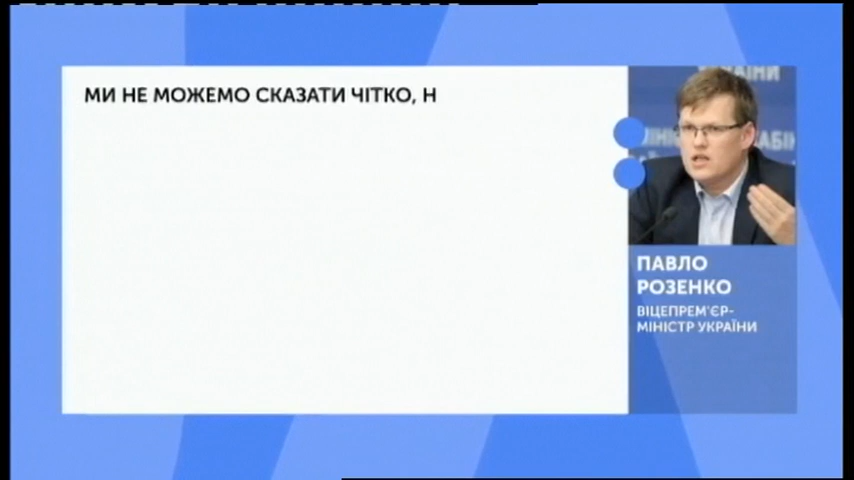 МИ НЕ МОЖЕМО СКАЗАТИ ЧІТКО, Н
ПАВЛО
РОЗЕНКО
ВІЦЕПРЕМ'ЄР-
МІНІСТР УКРАЇНИ